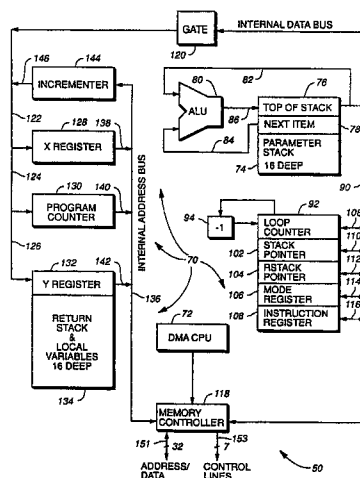 GATE
INTERNAL DATA BUS
120
146
144
INCREMENTER
122
128
138
X REGISTER
124
130
140
PROGRAM COUNTER
126
132
142
Y REGISTER
RETURN
STACK
&
LOCAL
VARIABLES
16 DEEP
134
136
INTERNAL ADDRESS BUS
80
82
76
ALU
86
84
TOP OF STACK
NEXT ITEM
PARAMETER
STACK
16 DEEP
74
78
90
92
94
-1
LOOP
COUNTER
102
STACK
POINTER
104
RSTACK
POINTER
106
MODE
REGISTER
108
INSTRUCTION
REGISTER
110
112
114
116
70
72
DMA CPU
118
MEMORY
CONTROLLER
151
32
153
7
ADDRESS/
DATA
CONTROL
LINES
50